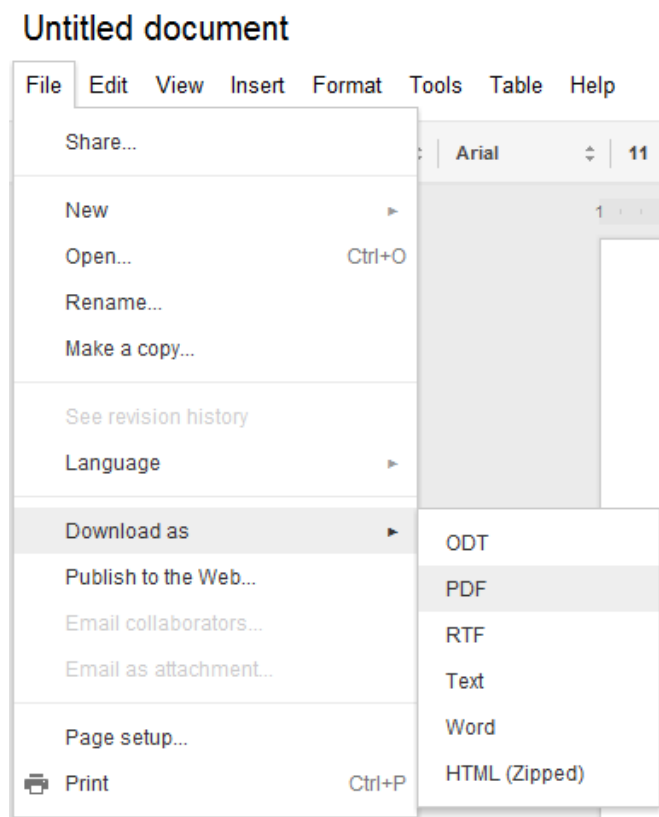 Untitled document
File Edit View Insert Format Tools Table Help
Share...
Arial 11
New
1
Open... Ctrl+O
Rename...
Make a copy...
See revision history
Language
Download as
ODT
Publish to the Web...
PDF
Email collaborators...
RTF
Email as attachment...
Text
Word
Page setup...
HTML (Zipped)
Print Ctrl+P